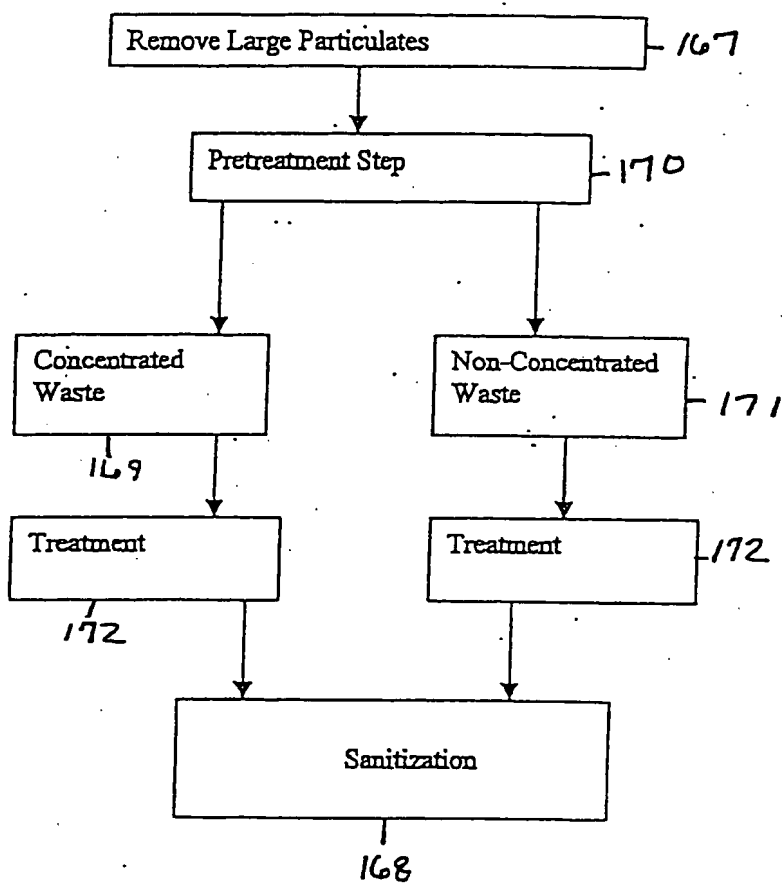 Remove Large Particulates
167
Pretreatment Step
170
Concentrated
Waste
Non-Concentrated
Waste
171
169
Treatment
Treatment
172
172
Sanitization
168